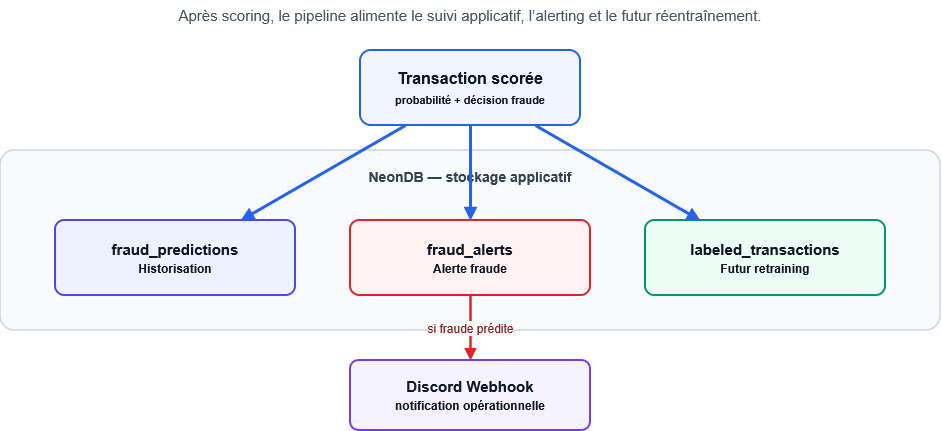 Après scoring, le pipeline alimente le suivi applicatif, l’alerting et le futur réentraînement.
Transaction scorée
probabilité + décision fraude
NeonDB — stockage applicatif
fraud_predictions
Historisation
fraud_alerts
Alerte fraude
labeled_transactions
Futur retraining
si fraude prédite
Discord Webhook
notification opérationnelle